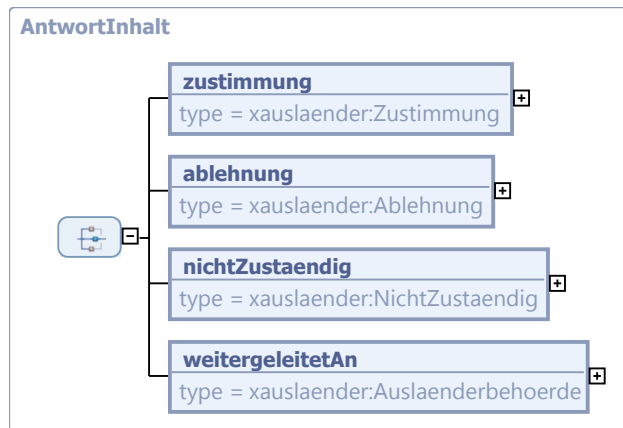 AntwortInhalt
zustimmung
type = xauslaender:Zustimmung
ablehnung
type = xauslaender:Ablehnung
nichtZustaendig
type = xauslaender:NichtZustaendig
weitergeleitetAn
type = xauslaender:Auslaenderbehoerde